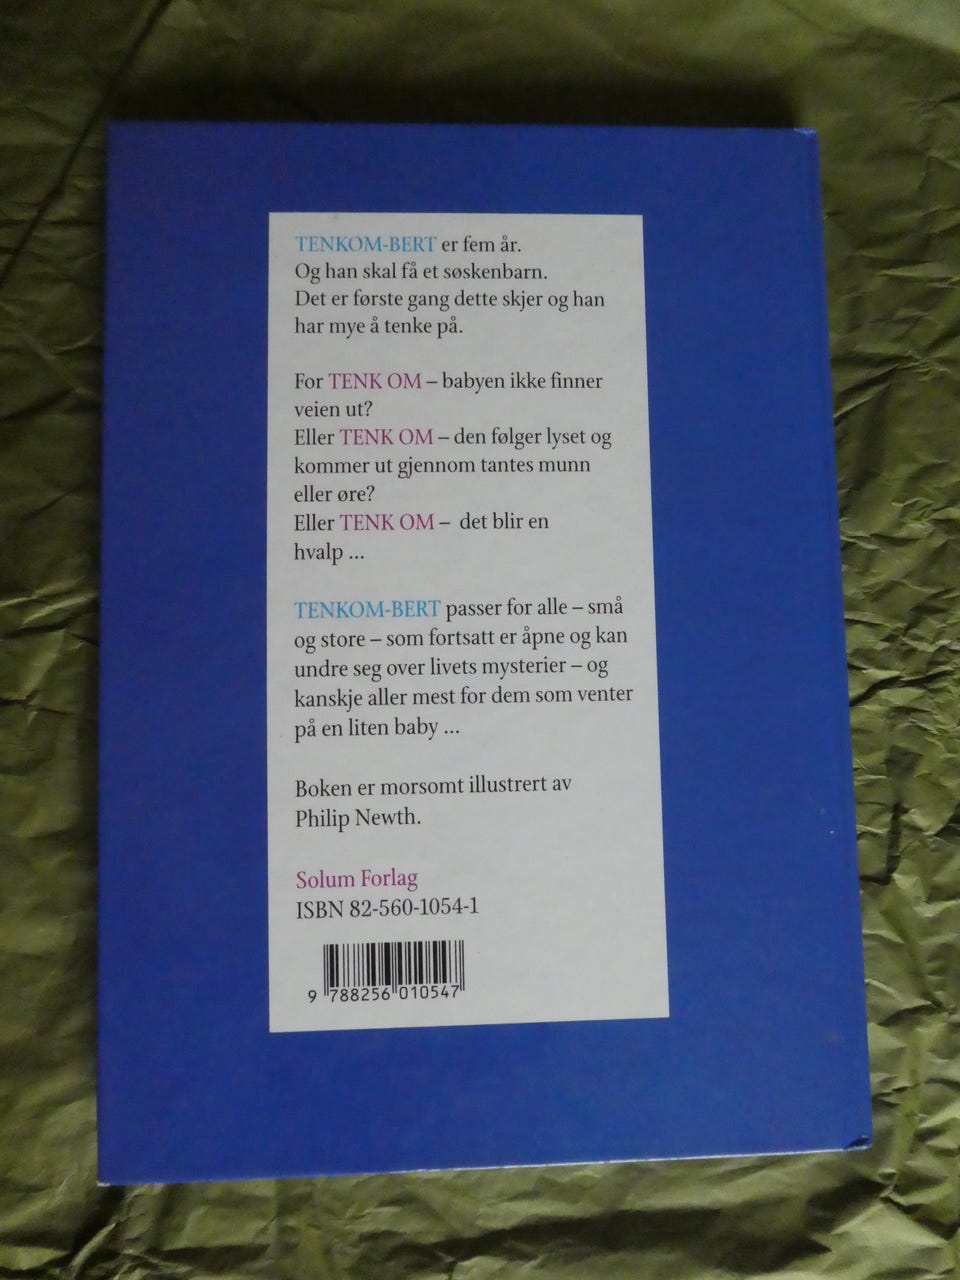 TENKOM-BERT er fem år.
Og han skal få et søskenbarn.
Det er første gang dette skjer og han
har mye å tenke på.
For TENK OM – babyen ikke finner
veien ut?
Eller TENK OM – den følger lyset og
kommer ut gjennom tantes munn
eller øre?
Eller TENK OM – det blir en
hvalp ...
TENKOM-BERT passer for alle – små
og store – som fortsatt er åpne og kan
undre seg over livets mysterier – og
kanskje aller mest for dem som venter
på en liten baby ...
Boken er morsomt illustrert av
Philip Newth.
Solum Forlag
ISBN 82-560-1054-1
9 788256 010547